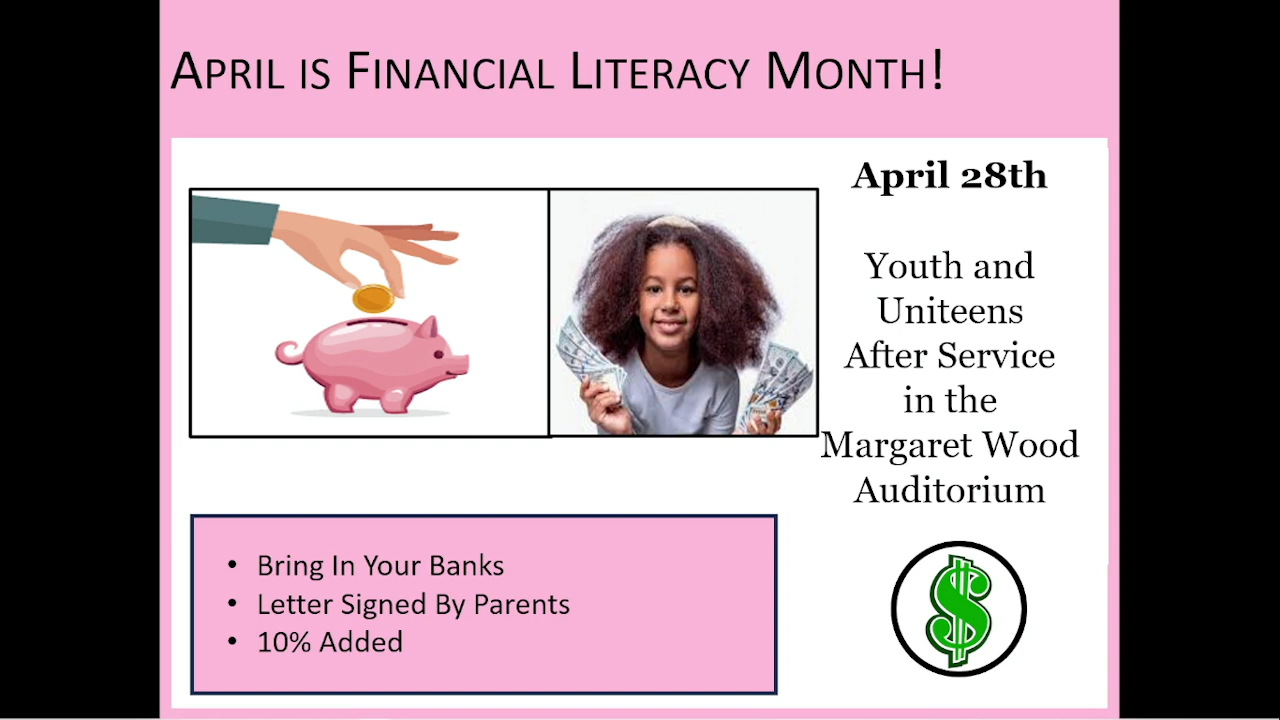 April is Financial Literacy Month!
April 28th
Youth and
Uniteens
After Service
in the
Margaret Wood
Auditorium
• Bring In Your Banks
• Letter Signed By Parents
• 10% Added
$